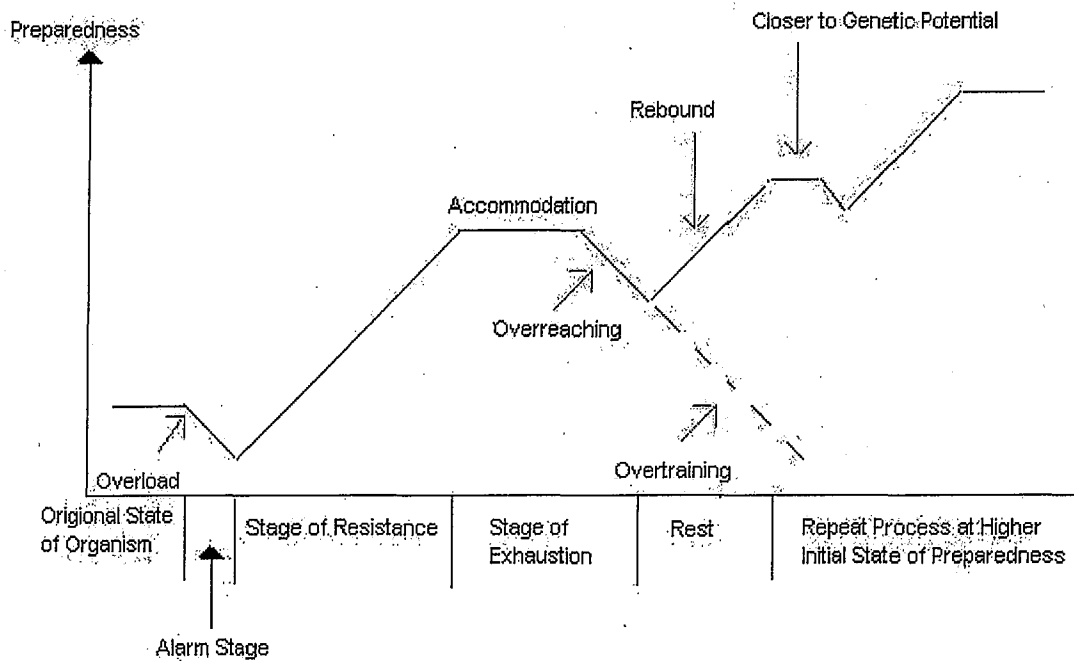 Closer to Genetic Potential
Preparedness
Rebound
Accommodation
Overreaching
Overtraining
Overload
Origional State
of Organism
Stage of Resistance
Stage of
Exhaustion
Rest
Repeat Process at Higher
Initial State of Preparedness
Alarm Stage